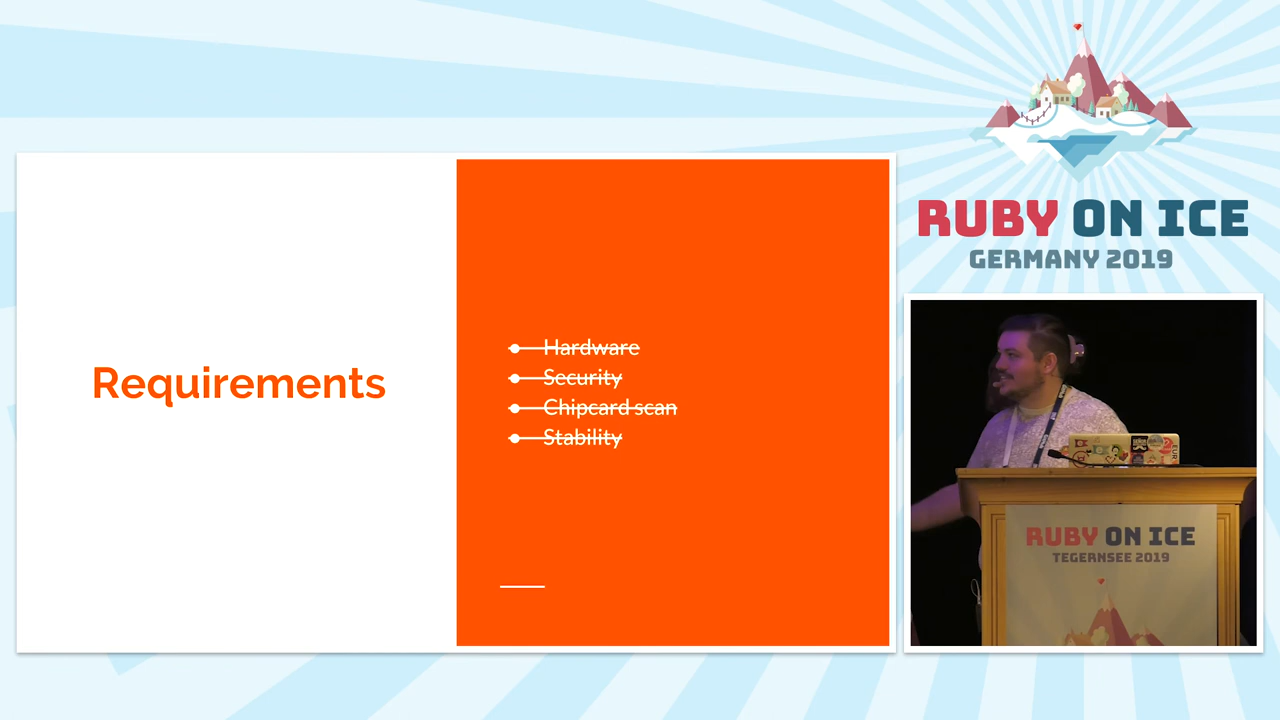 Requirements
Hardware
Security
Chipcard scan
Stability
RUBY ON ICE
GERMANY 2019
RUBY ON ICE
TEGERNSEE 2019